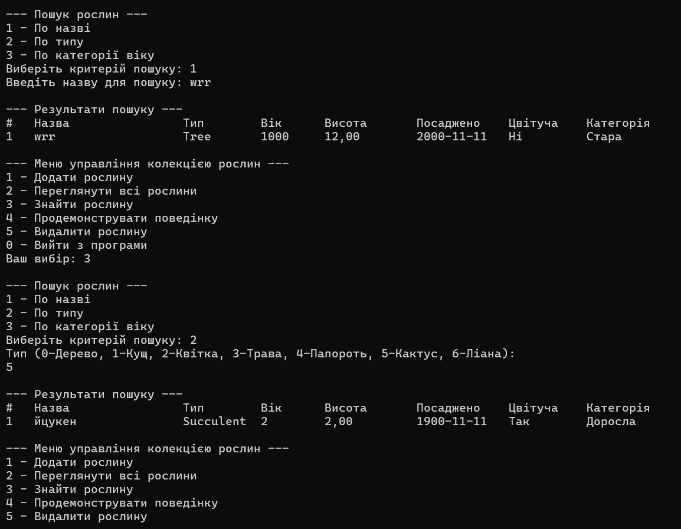 --- Пошук рослин ---
1 - По назві
2 - По типу
3 - По категорії віку
Виберіть критерій пошуку: 1
Введіть назву для пошуку: wrr

--- Результати пошуку ---
#   Назва                Тип        Вік      Висота       Посаджено    Цвітуча    Категорія
1   wrr                  Tree       1000     12,00        2000-11-11   Ні         Стара

--- Меню управління колекцією рослин ---
1 - Додати рослину
2 - Переглянути всі рослини
3 - Знайти рослину
4 - Продемонструвати поведінку
5 - Видалити рослину
0 - Вийти з програми
Ваш вибір: 3

--- Пошук рослин ---
1 - По назві
2 - По типу
3 - По категорії віку
Виберіть критерій пошуку: 2
Тип (0-Дерево, 1-Кущ, 2-Квітка, 3-Трава, 4-Папороть, 5-Кактус, 6-Ліана):
5

--- Результати пошуку ---
#   Назва                Тип        Вік      Висота       Посаджено    Цвітуча    Категорія
1   йцукен               Succulent  2        2,00         1900-11-11   Так        Доросла

--- Меню управління колекцією рослин ---
1 - Додати рослину
2 - Переглянути всі рослини
3 - Знайти рослину
4 - Продемонструвати поведінку
5 - Видалити рослину